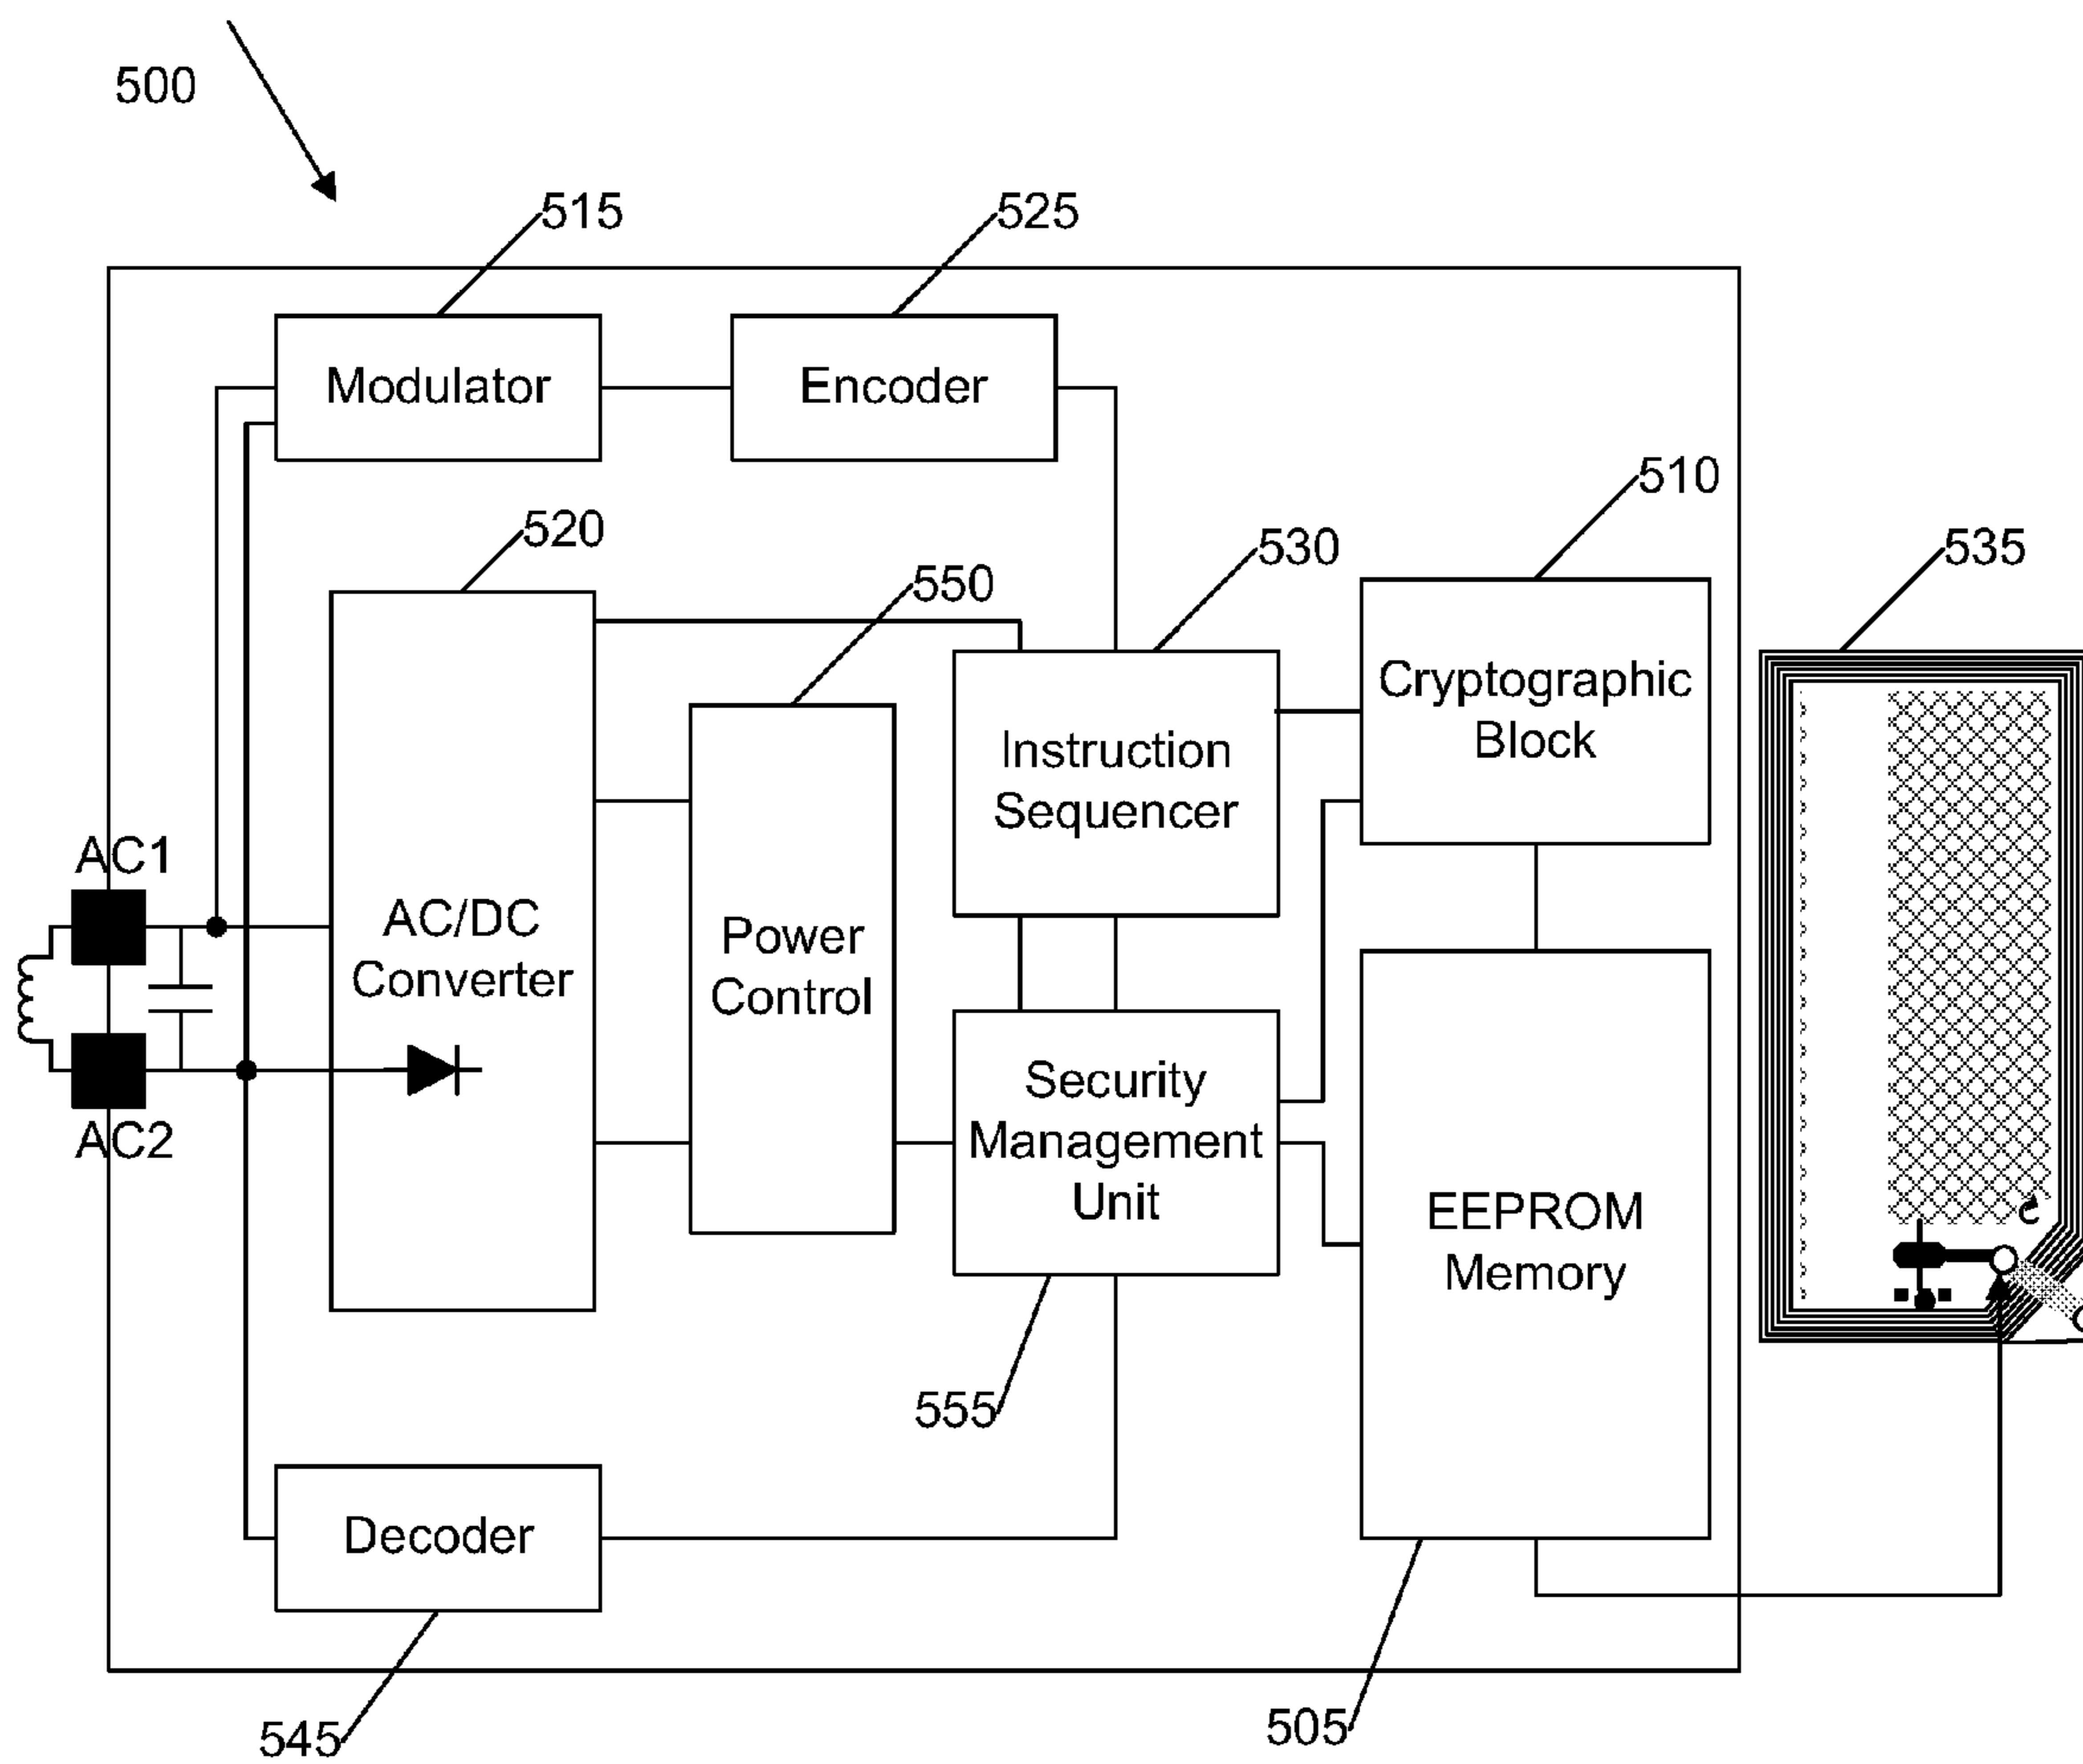 500
515
525
Modulator
Encoder
510
520
530
535
550
Cryptographic
Block
Instruction
Sequencer
AC1
AC/DC
Converter
Power
Control
Security
Management
Unit
AC2
EEPROM
Memory
555
Decoder
505
545